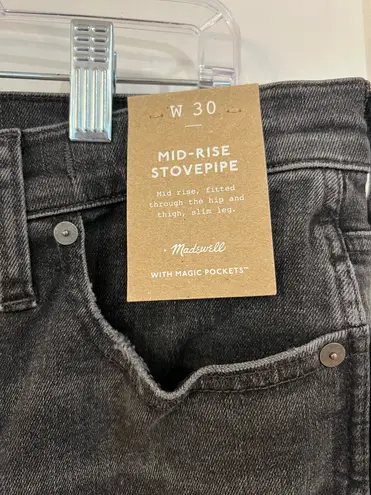 W 30
MID-RISE
STOVEPIPE
Mid rise, fitted
through the hip and
thigh, slim leg.
Madewell
WITH MAGIC POCKETS™